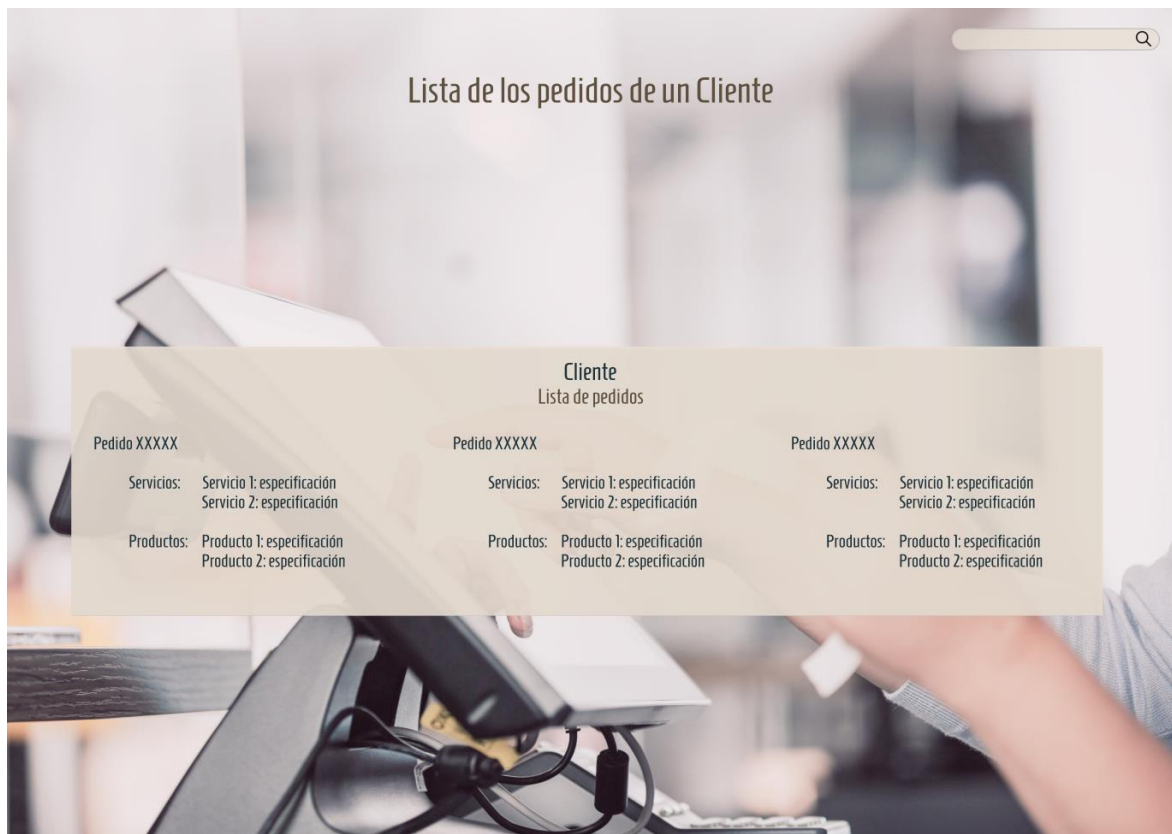 Lista de los pedidos de un Cliente
Cliente
Lista de pedidos
Pedido XXXXX
Servicios: Servicio 1: especificación
Servicio 2: especificación
Productos: Producto 1: especificación
Producto 2: especificación
Pedido XXXXX
Servicios: Servicio 1: especificación
Servicio 2: especificación
Productos: Producto 1: especificación
Producto 2: especificación
Pedido XXXXX
Servicios: Servicio 1: especificación
Servicio 2: especificación
Productos: Producto 1: especificación
Producto 2: especificación